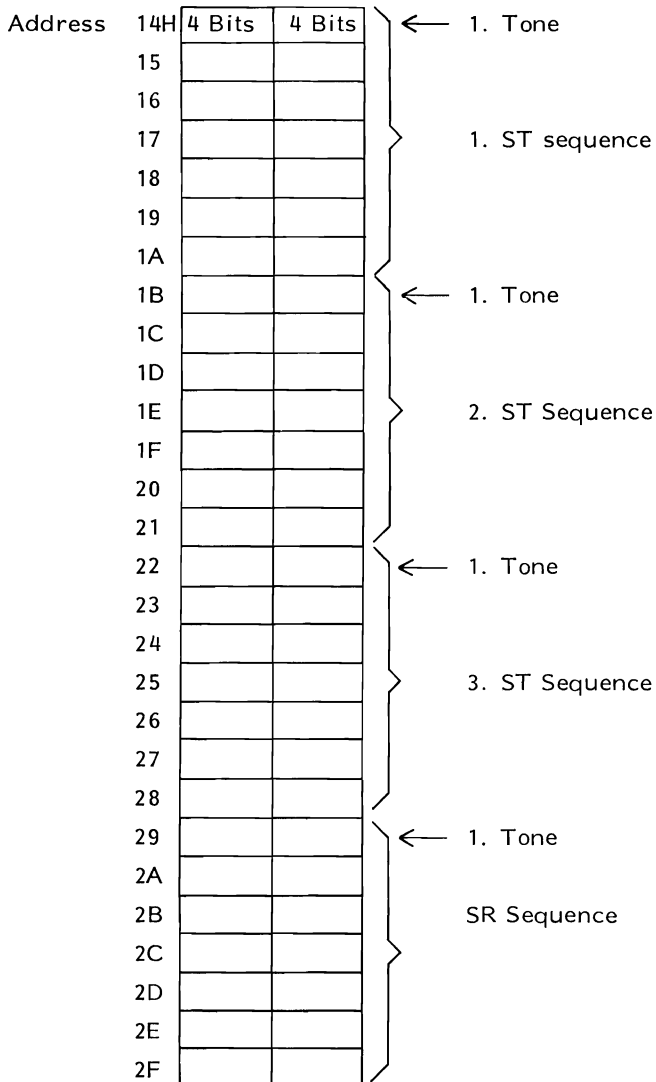 Address 14H 4 Bits 4 Bits 1. Tone
15
16
17 1. ST sequence
18
19
1A
1B 1. Tone
1C
1D
1E 2. ST Sequence
1F
20
21
22 1. Tone
23
24
25 3. ST Sequence
26
27
28
29 1. Tone
2A
2B SR Sequence
2C
2D
2E
2F